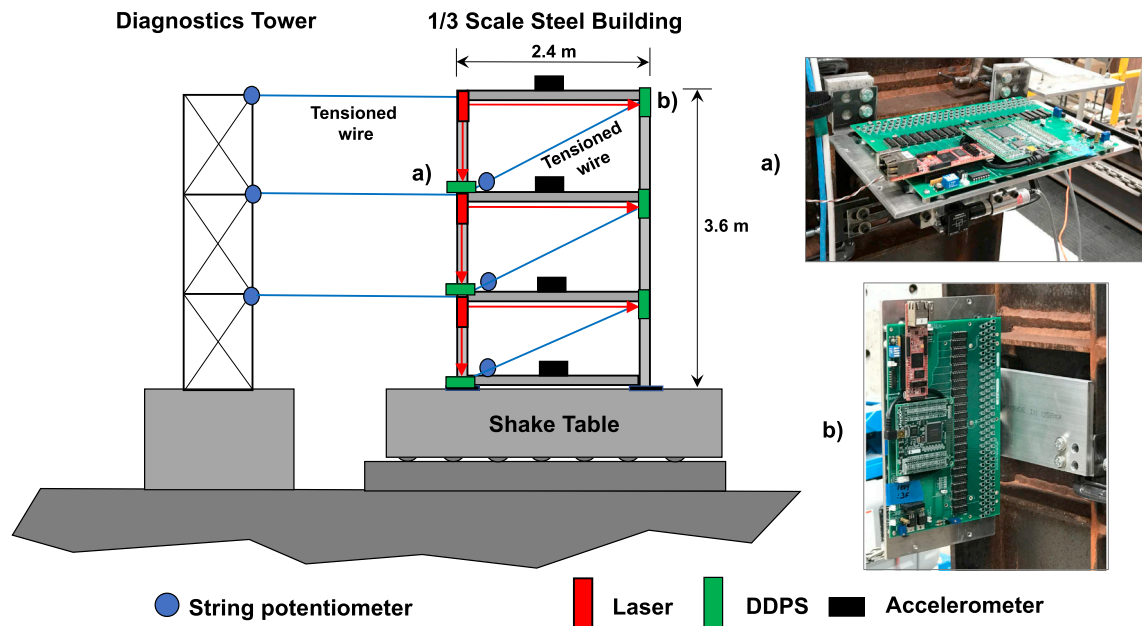 Diagnostics Tower
1/3 Scale Steel Building
2.4 m
Tensioned
wire
Tensioned
wire
a)
b)
3.6 m
Shake Table
a)
b)
String potentiometer
Laser
DDPS
Accelerometer